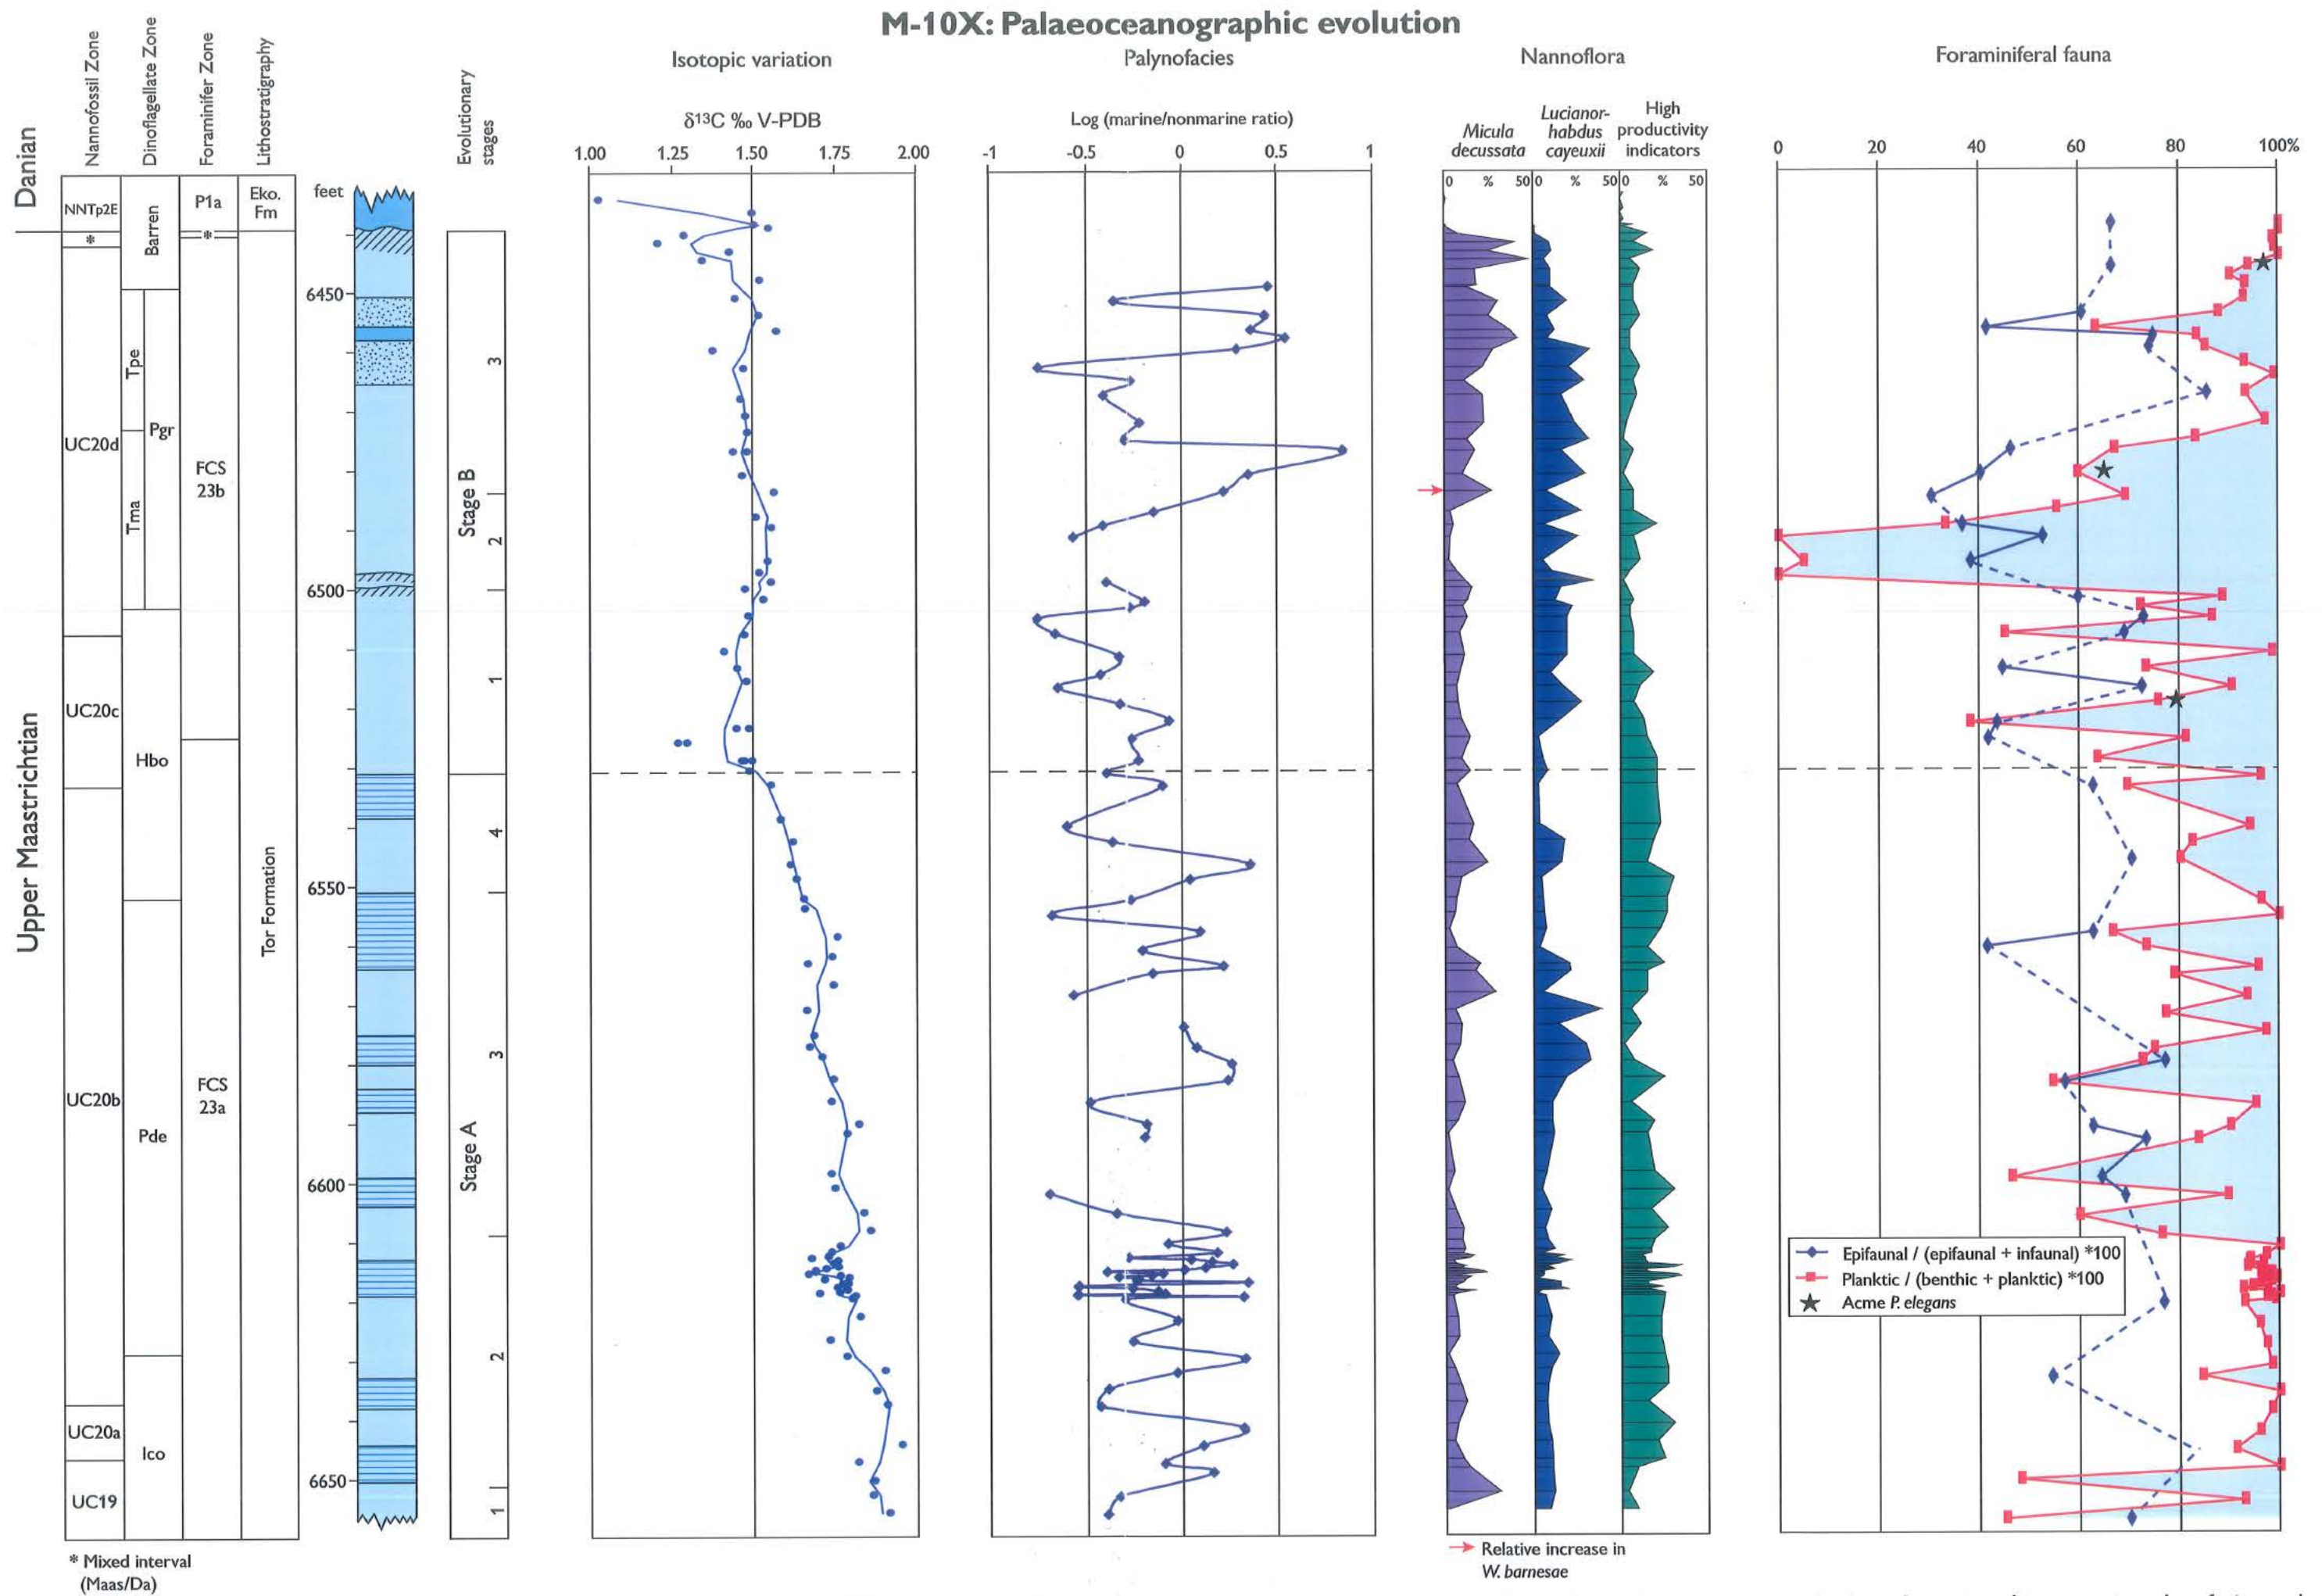 M-10X: Palaeoceanographic evolution
Isotopic variation
Palynofacies
Nannoflora
Foraminiferal fauna
Nannofossil Zone
Dinoflagellate Zone
Foraminifer Zone
Lithostratigraphy
Evolutionary
stages
δ13C ‰ V-PDB
1.00 1.25 1.50 1.75 2.00
Log (marine/nonmarine ratio)
-1 -0.5 0 0.5 1
Micula
decussata
Lucianor-
habdus
cayeuxii
High
productivity
indicators
0 % 50
0 % 50
0 % 50
0 20 40 60 80 100%
Danian
Upper Maastrichtian
NNTp2E
*
UC20d
UC20c
UC20b
UC20a
UC19
Barren
Tpe
Tma
Pgr
Hbo
Pde
Ico
P1a
*
FCS
23b
FCS
23a
Eko.
Fm
Tor Formation
feet
6450
6500
6550
6600
6650
Stage B
3
2
1
Stage A
4
3
2
1
Epifaunal / (epifaunal + infaunal) *100
Planktic / (benthic + planktic) *100
Acme P. elegans
* Mixed interval
(Maas/Da)
Relative increase in
W. barnesae